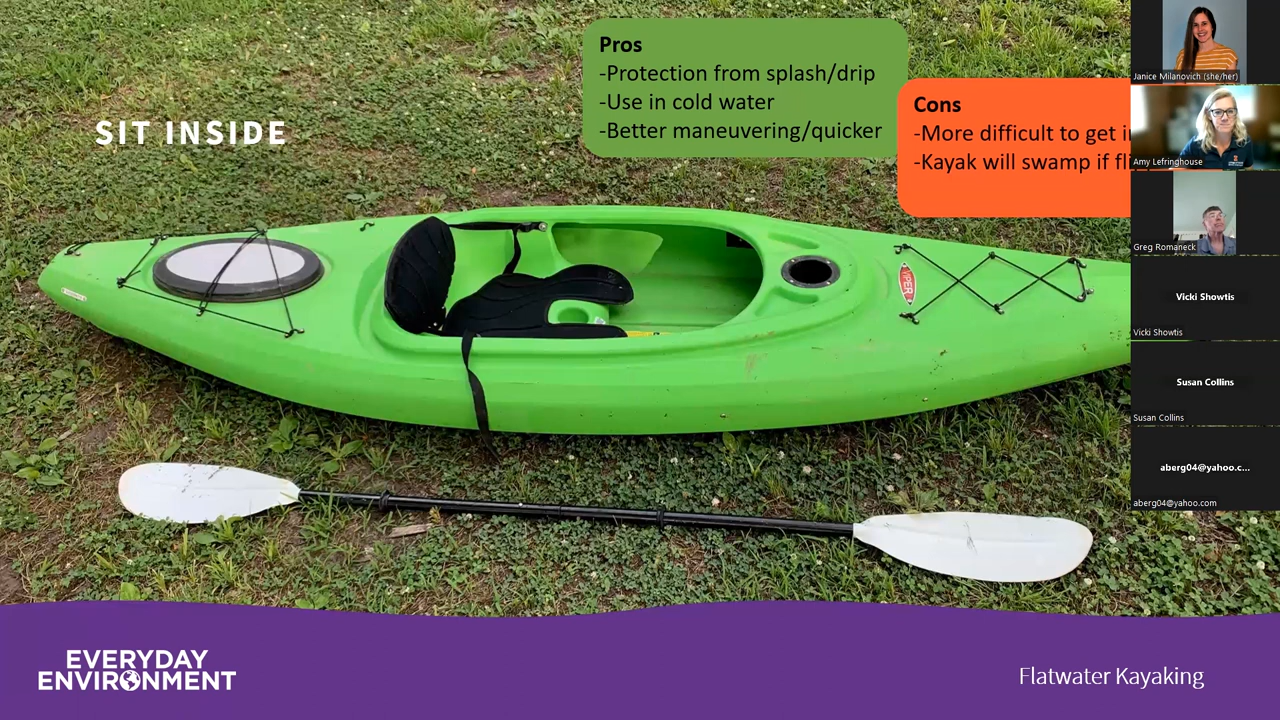 SIT INSIDE
Pros
-Protection from splash/drip
-Use in cold water
-Better maneuvering/quicker
Cons
-More difficult to get
-Kayak will swamp if
VIPER
EVERYDAY
ENVIRONMENT
Flatwater Kayaking
Janice Milanovich (she/her)
Amy Lefringhouse
Greg Romaneck
Vicki Showtis
Vicki Showtis
Susan Collins
Susan Collins
aberg04@yahoo.c...
aberg04@yahoo.com